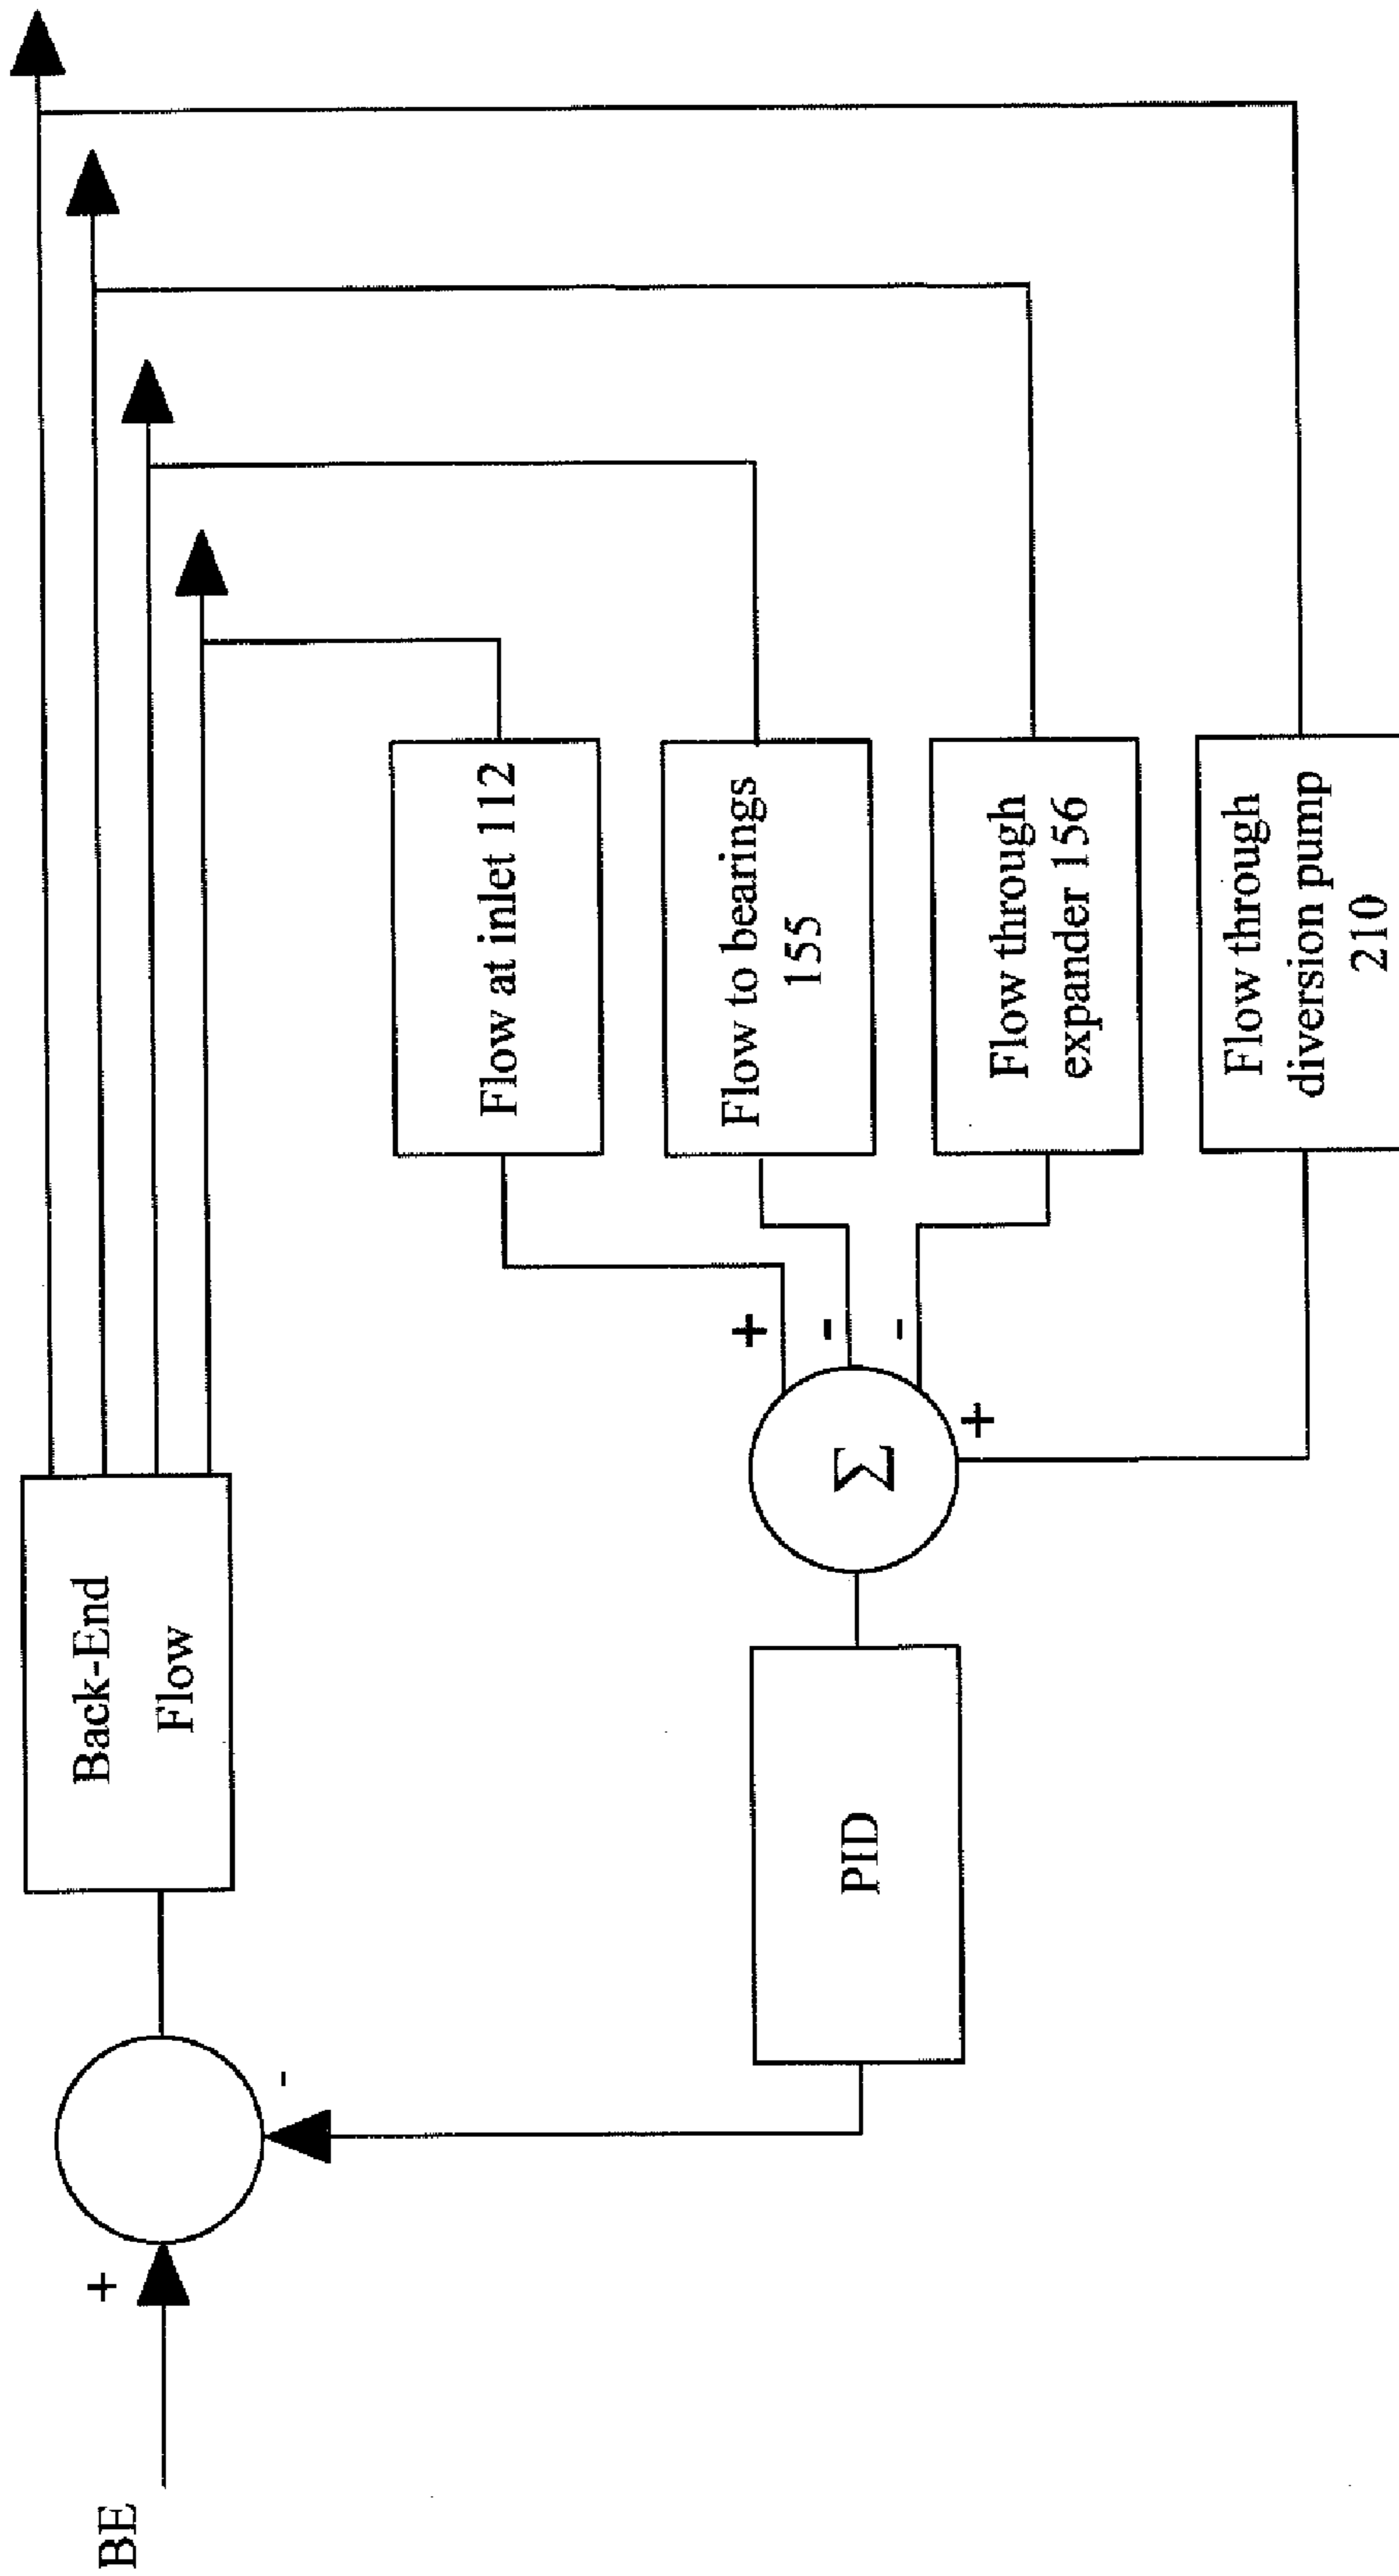 BE
+
-
Back-End
Flow
PID
Σ
+
-
-
+
Flow at inlet 112
Flow to bearings
155
Flow through
expander 156
Flow through
diversion pump
210